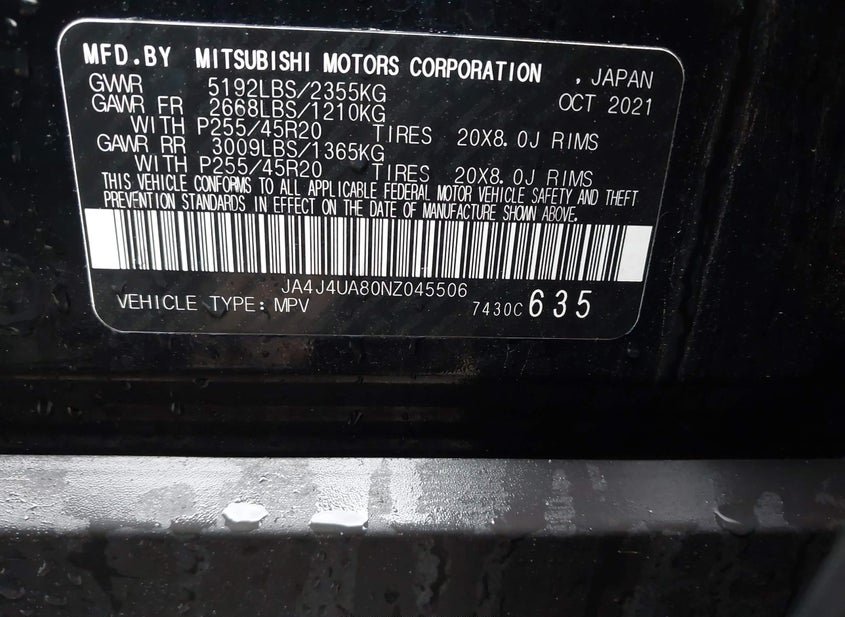 MFD.BY MITSUBISHI MOTORS CORPORATION , JAPAN
GWR 5192LBS/2355KG OCT 2021
GAWR FR 2668LBS/1210KG
WITH P255/45R20 TIRES 20X8.0J RIMS
GAWR RR 3009LBS/1365KG
WITH P255/45R20 TIRES 20X8.0J RIMS
THIS VEHICLE CONFORMS TO ALL APPLICABLE FEDERAL MOTOR VEHICLE SAFETY AND THEFT
PREVENTION STANDARDS IN EFFECT ON THE DATE OF MANUFACTURE SHOWN ABOVE.
JA4J4UA80NZ045506
VEHICLE TYPE: MPV 7430C 635